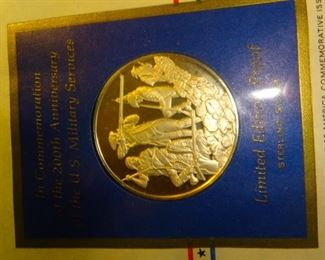 In Commemoration
of the 200th Anniversary
of the U.S. Military Services
Limited Edition Proof
STERLING SILVER
AMERICA COMMEMORATIVE ISS